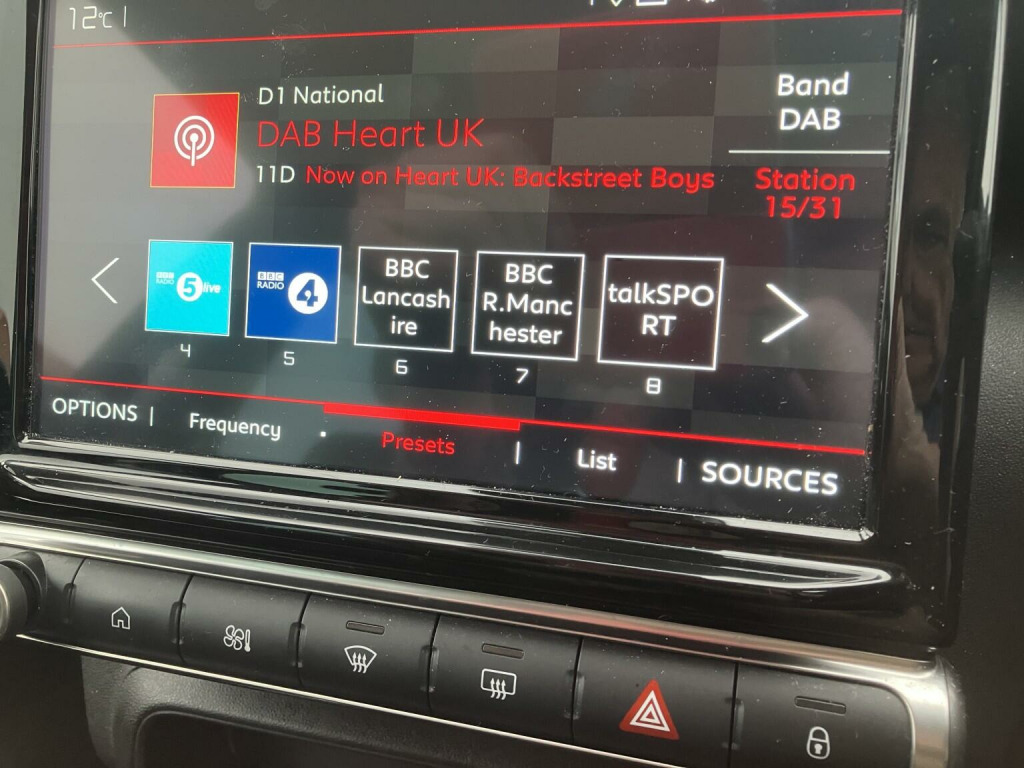 12°C |
D1 National
DAB Heart UK
11D Now on Heart UK: Backstreet Boys
Band
DAB
Station
15/31
BBC
RADIO 5 live
BBC
RADIO 4
BBC
Lancash
ire
BBC
R.Manc
hester
talkSPO
RT
4
5
6
7
8
OPTIONS | Frequency . Presets | List | SOURCES